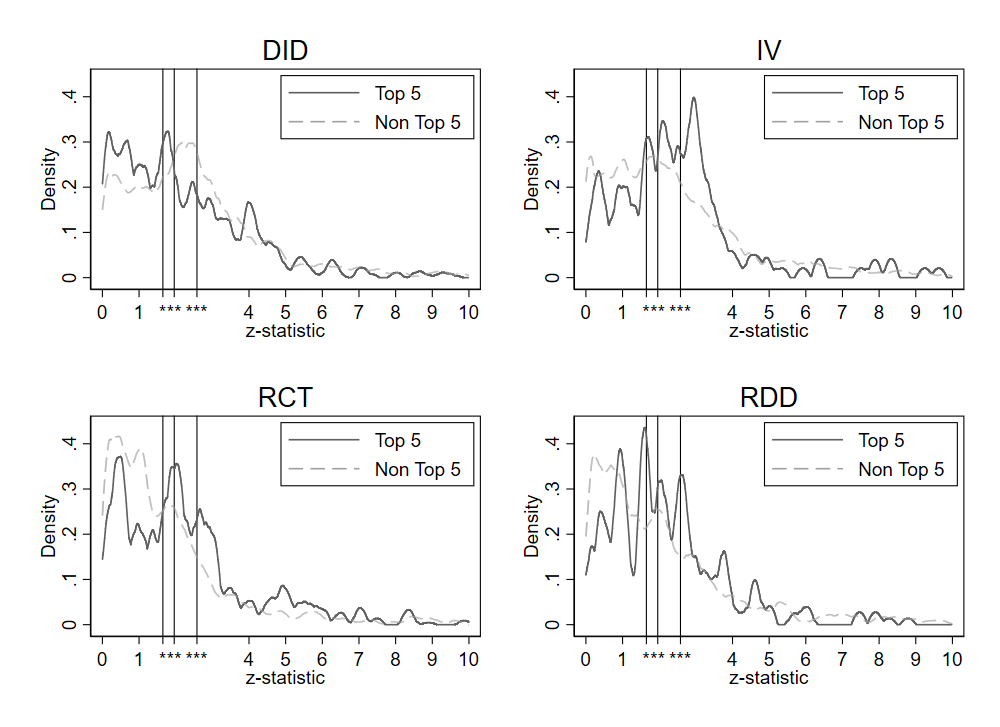 DID
Top 5
Non Top 5
Density
.4
.3
.2
.1
0
0 1 *** *** 4 5 6 7 8 9 10
z-statistic
IV
Top 5
Non Top 5
Density
.4
.3
.2
.1
0
0 1 *** *** 4 5 6 7 8 9 10
z-statistic
RCT
Top 5
Non Top 5
Density
.4
.3
.2
.1
0
0 1 *** *** 4 5 6 7 8 9 10
z-statistic
RDD
Top 5
Non Top 5
Density
.4
.3
.2
.1
0
0 1 *** *** 4 5 6 7 8 9 10
z-statistic